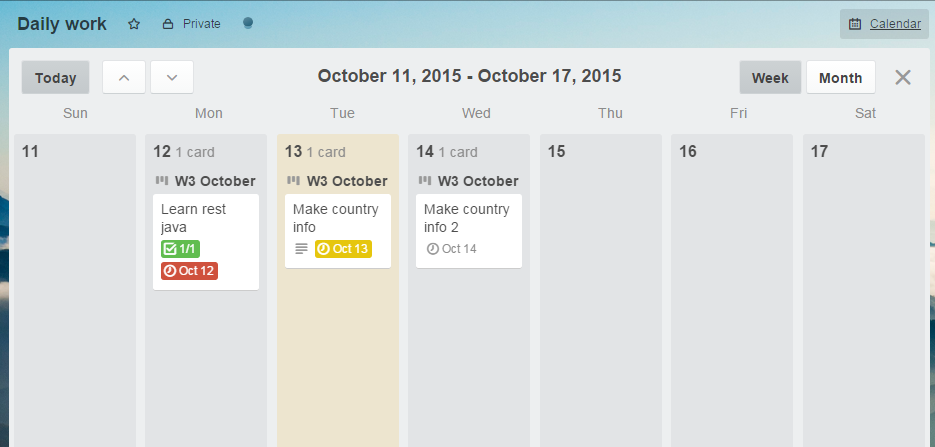 Daily work Private Calendar
Today October 11, 2015 - October 17, 2015 Week Month
Sun Mon Tue Wed Thu Fri Sat
11 12 1 card 13 1 card 14 1 card 15 16 17
W3 October W3 October W3 October
Learn rest java
1/1
Oct 12
Make country info
Oct 13
Make country info 2
Oct 14